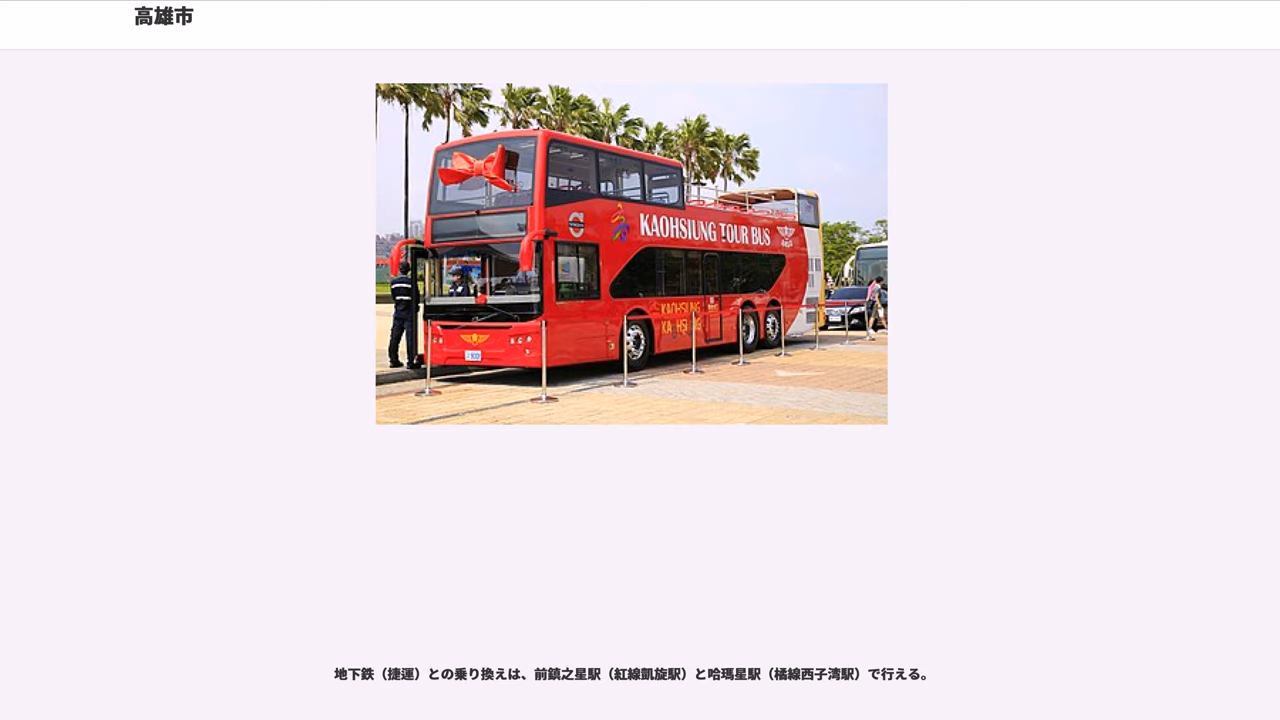 高雄市
KAOHSIUNG TOUR BUS
KAOHSIUNG
地下鉄（捷運）との乗り換えは、前鎮之星駅（紅線凱旋駅）と哈瑪星駅（橘線西子湾駅）で行える。